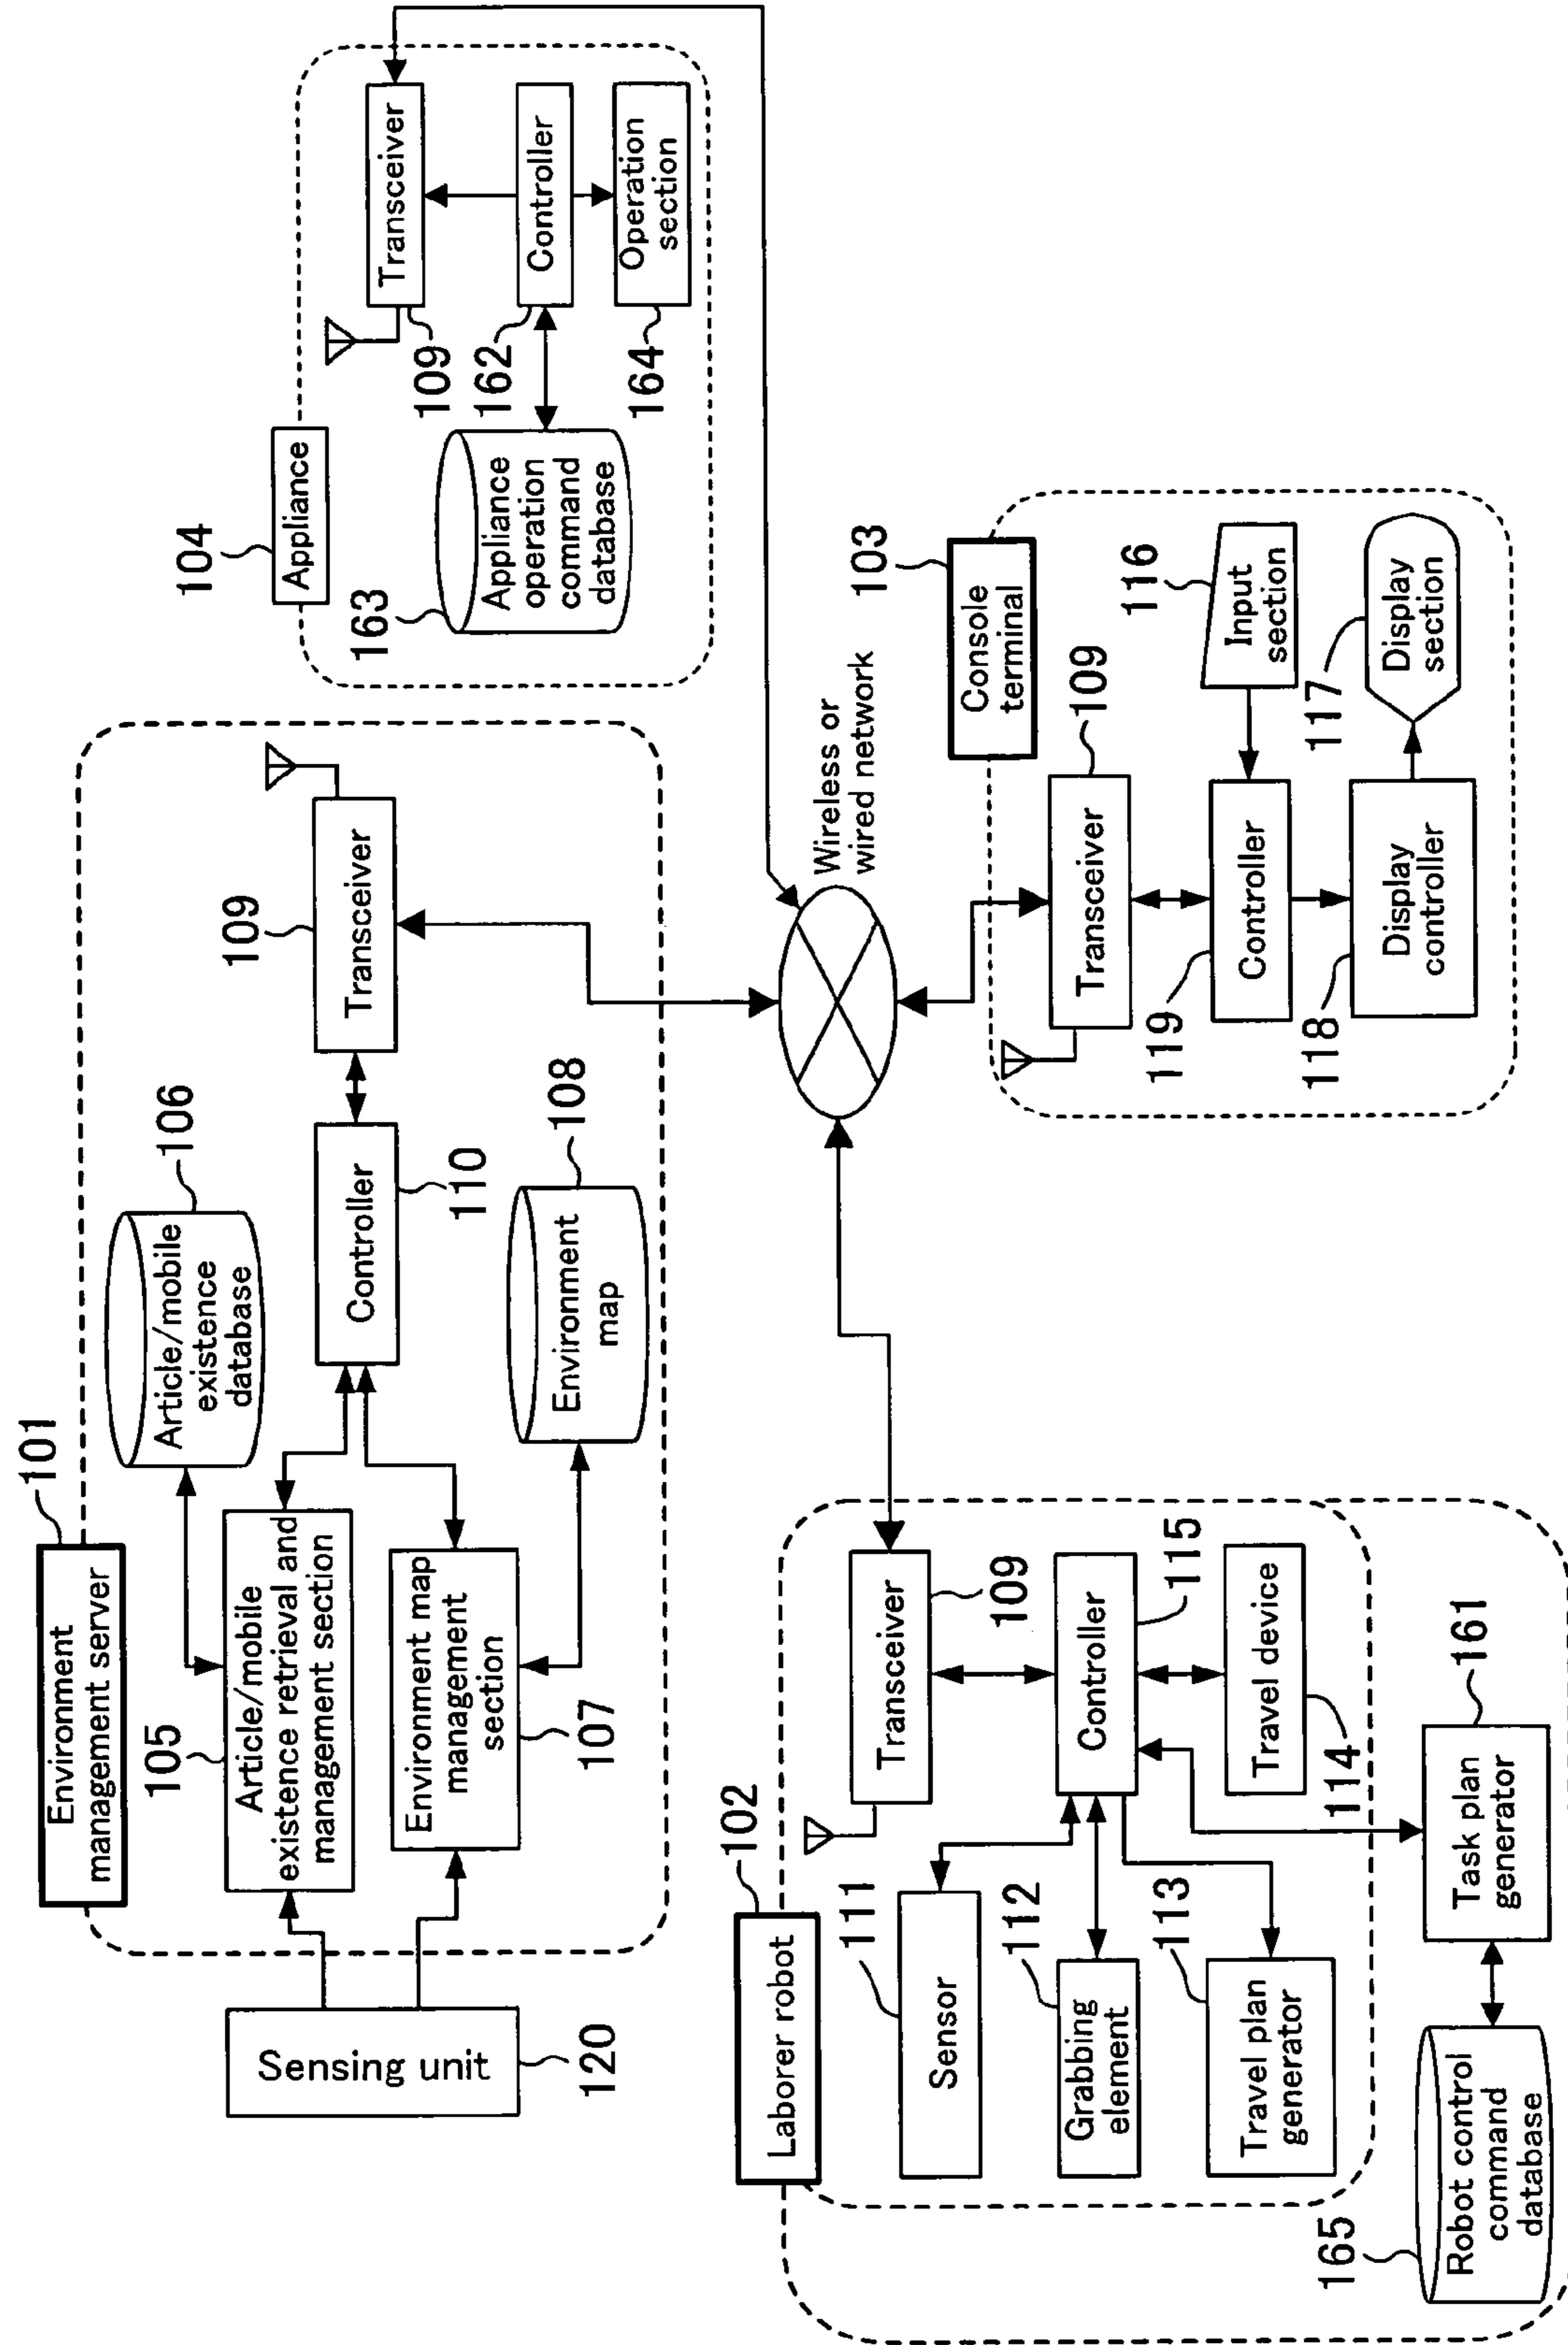 101
Environment
management server
105
Article/mobile
existence retrieval and
management section
106
Article/mobile
existence
database
Environment map
management
section
107
108
Environment
map
Controller
110
109
Transceiver
Sensing unit
120
104
Appliance
163
Appliance
operation
command
database
Transceiver
109
162
Controller
164
Operation
section
Wireless or
wired network
102
Laborer robot
111
Sensor
112
Grabbing
element
113
Travel plan
generator
Transceiver
109
Controller
115
Travel device
114
161
Task plan
generator
165
Robot control
command
database
103
Console
terminal
109
Transceiver
119
Controller
116
Input
section
118
Display
controller
117
Display
section